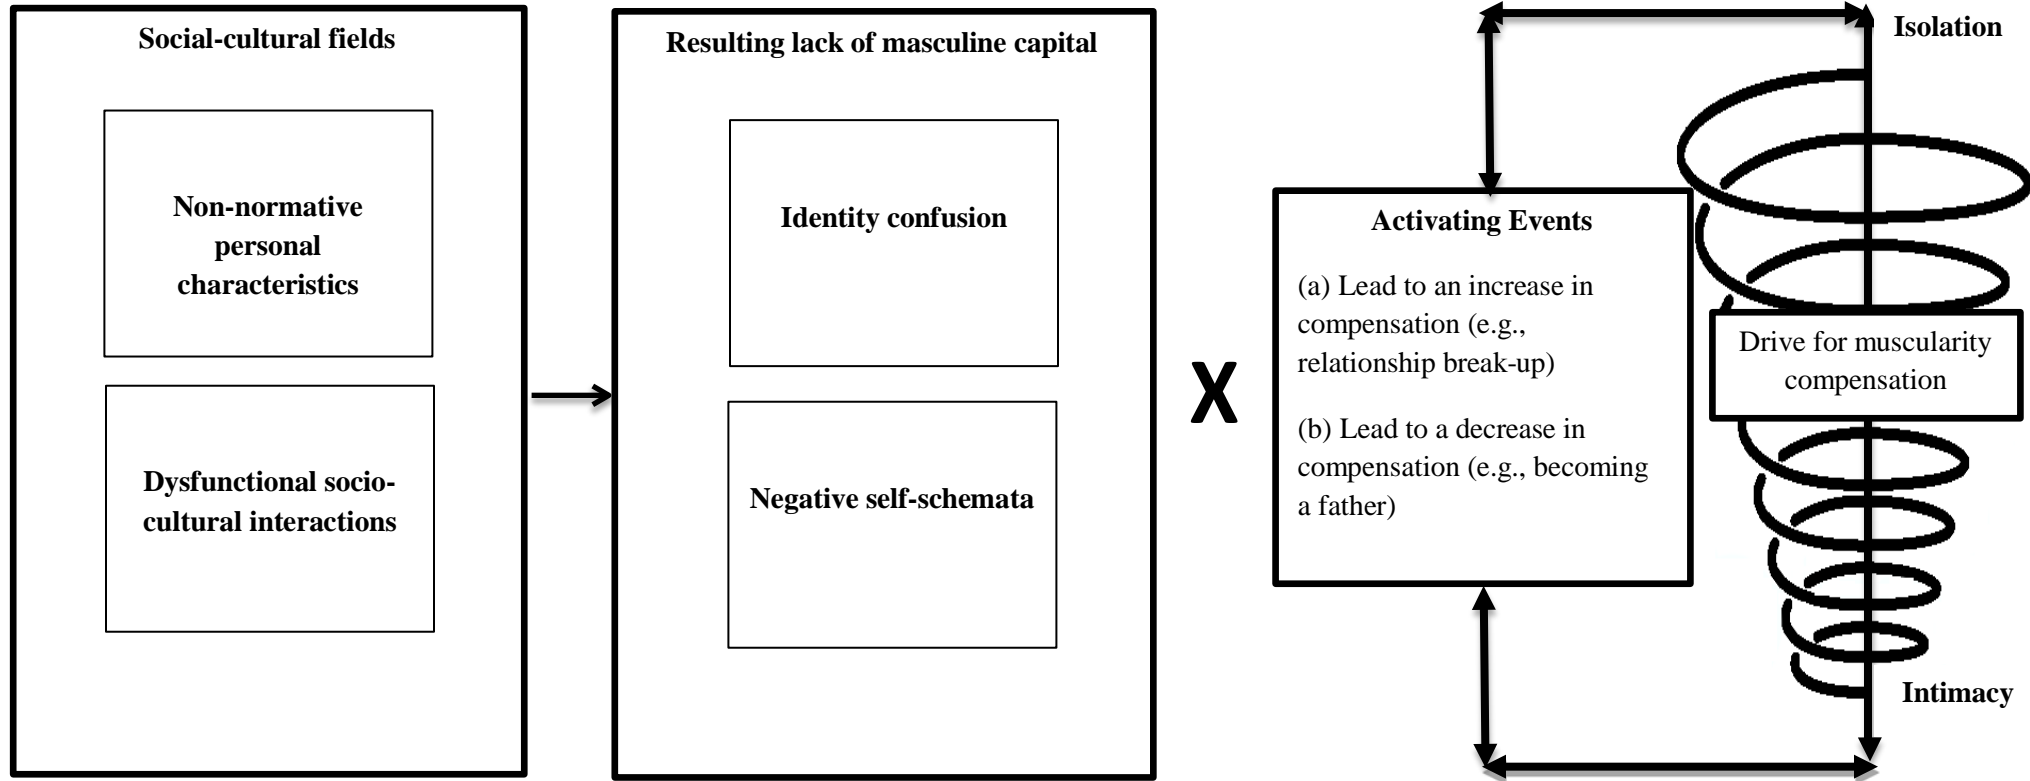 Social-cultural fields
Non-normative
personal
characteristics
Dysfunctional socio-
cultural interactions
Resulting lack of masculine capital
Identity confusion
Negative self-schemata
X
Activating Events
(a) Lead to an increase in
compensation (e.g.,
relationship break-up)
(b) Lead to a decrease in
compensation (e.g., becoming
a father)
Isolation
Drive for muscularity
compensation
Intimacy